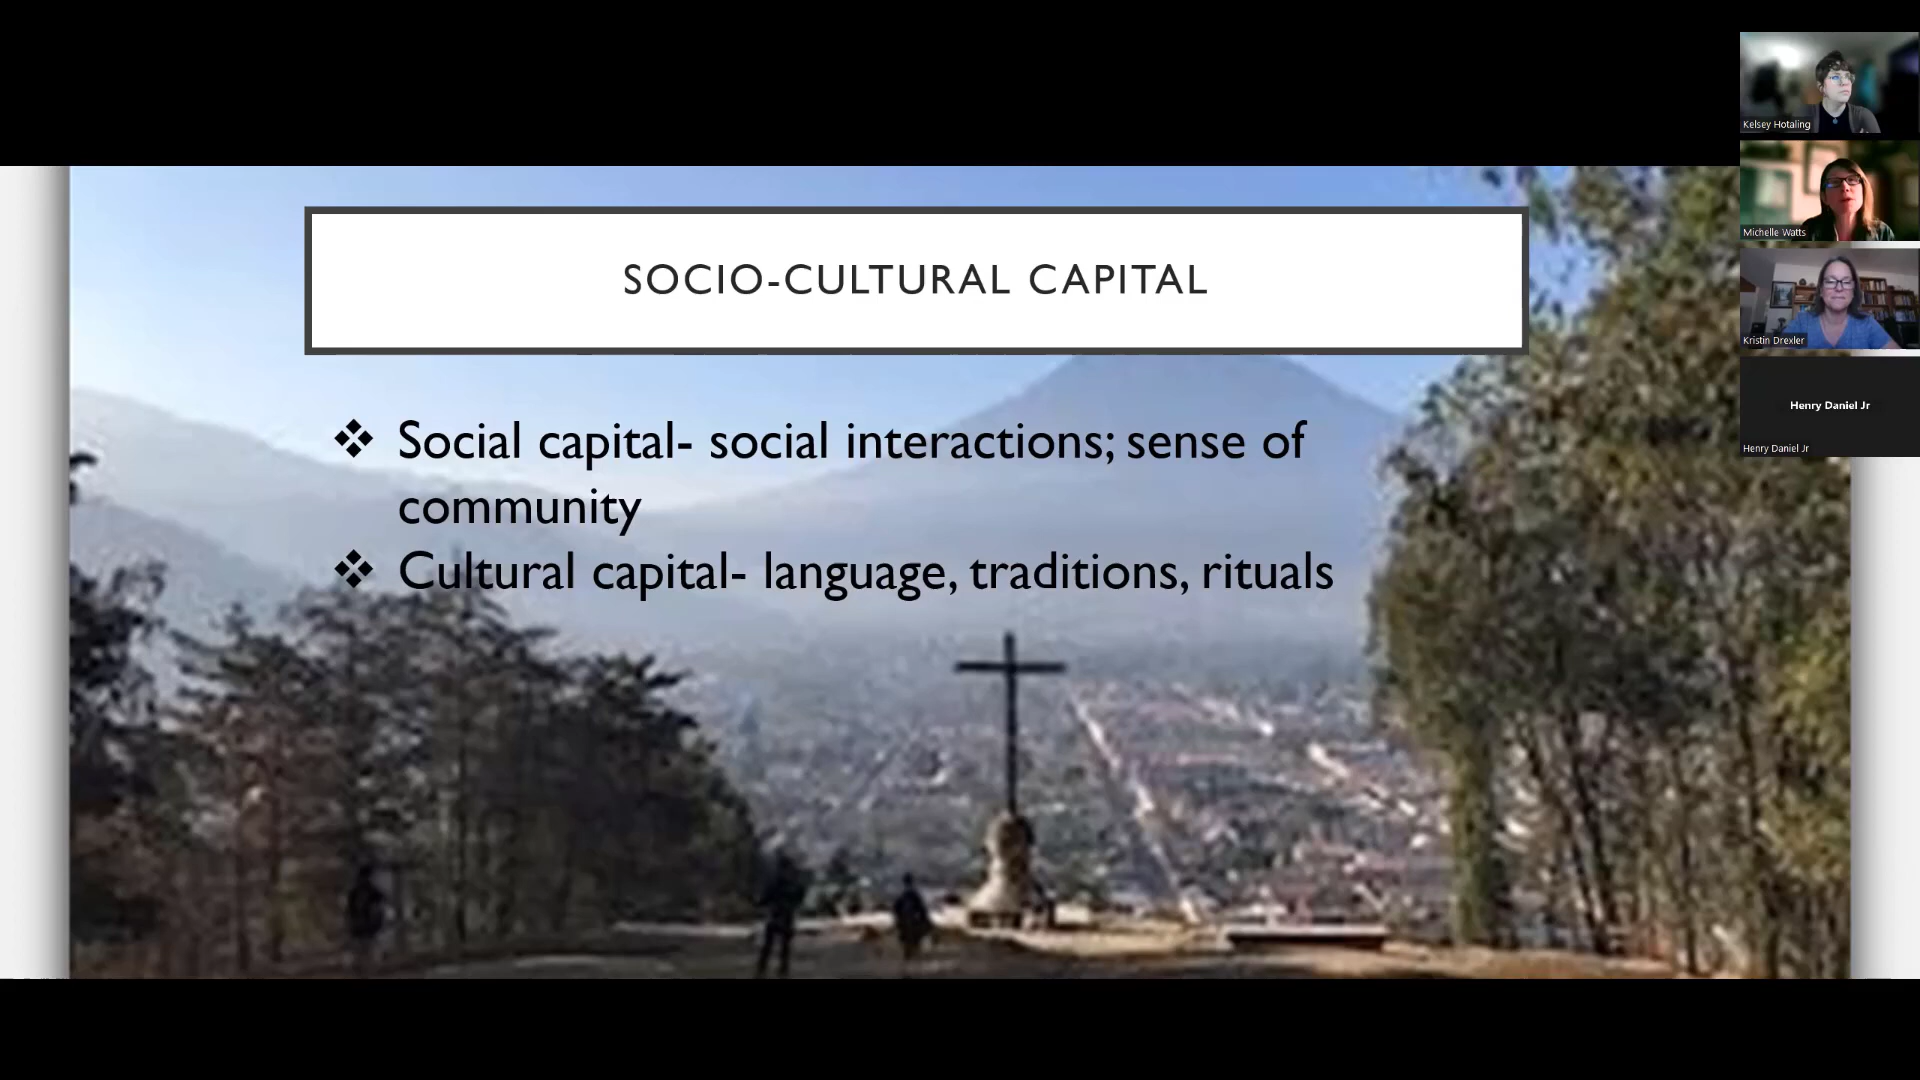 SOCIO-CULTURAL CAPITAL
❖ Social capital- social interactions; sense of
community
❖ Cultural capital- language, traditions, rituals
Kelsey Hotaling
Michelle Watts
Kristin Drexler
Henry Daniel Jr
Henry Daniel Jr